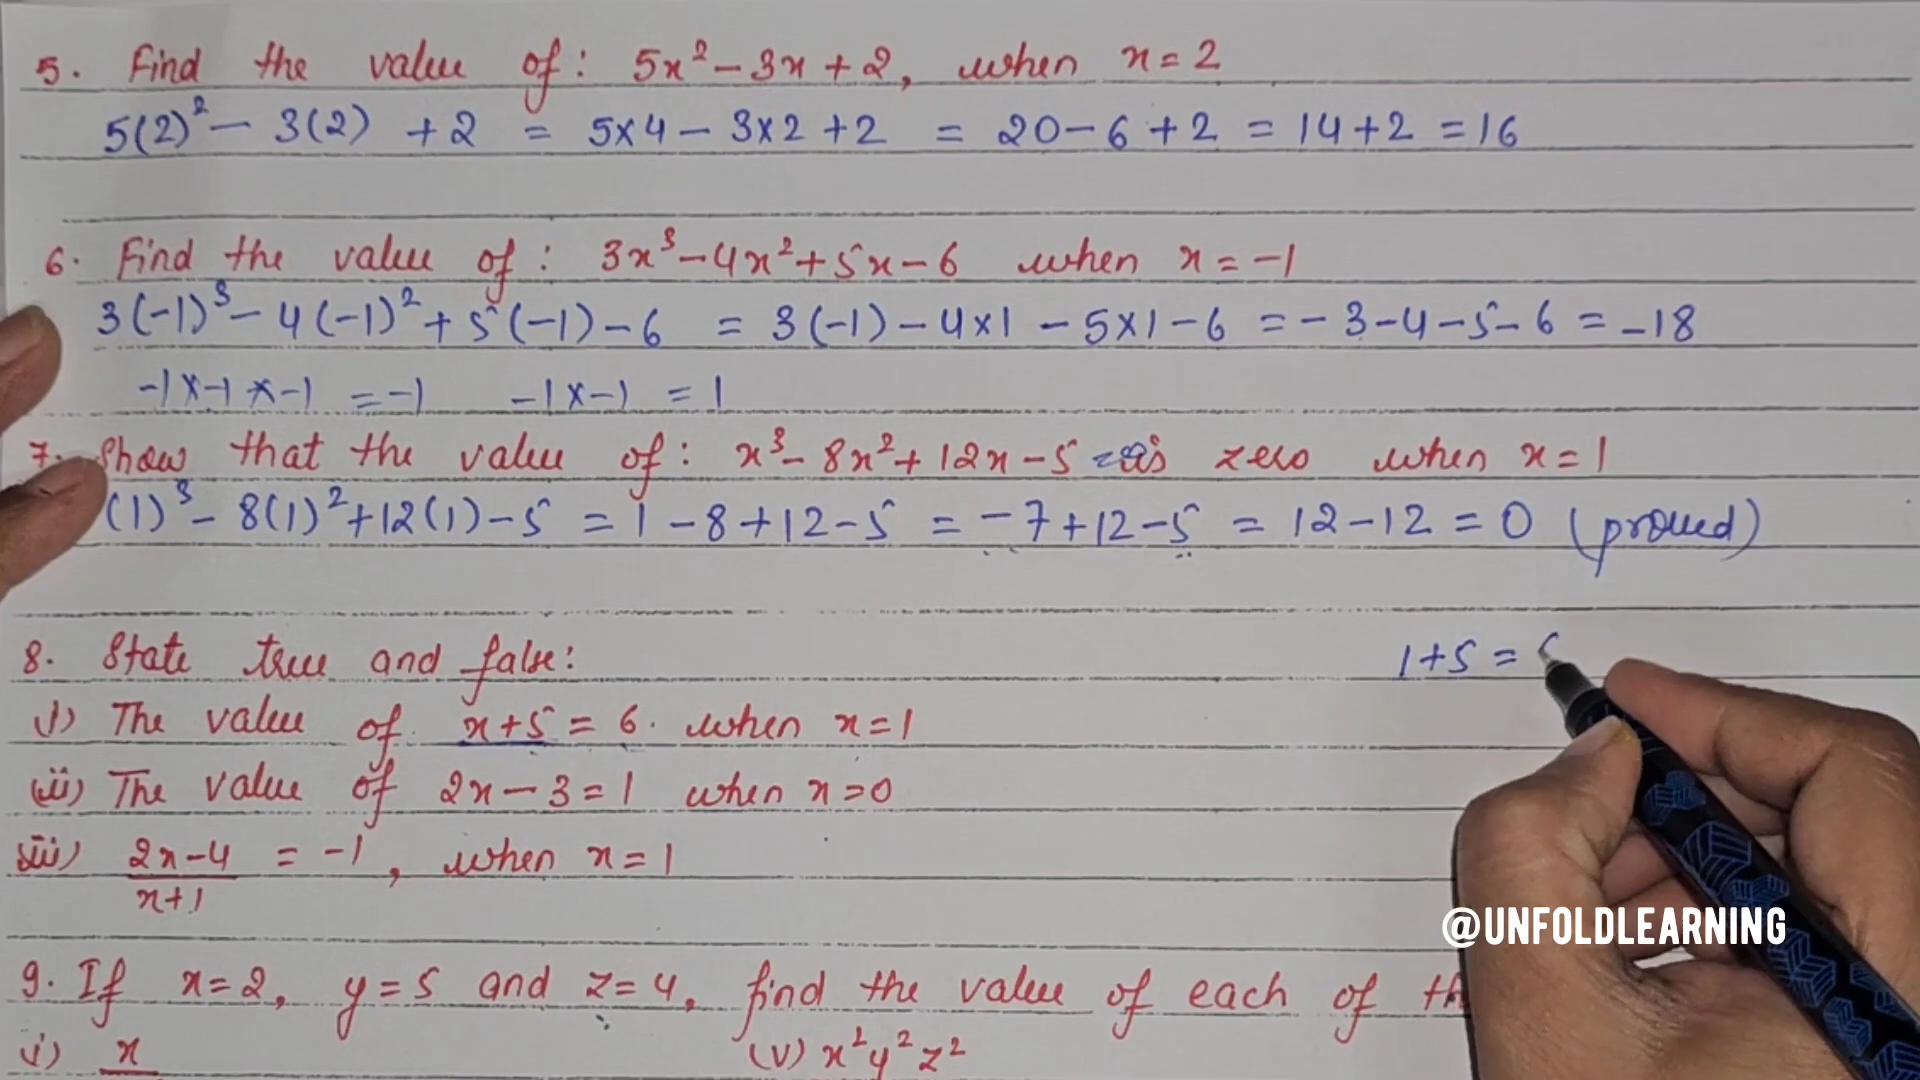 5. Find the value of: 5x² - 3x + 2, when x = 2
5(2)² - 3(2) + 2 = 5×4 - 3×2 + 2 = 20 - 6 + 2 = 14 + 2 = 16
6. Find the value of: 3x³ - 4x² + 5x - 6 when x = -1
3(-1)³ - 4(-1)² + 5(-1) - 6 = 3(-1) - 4×1 - 5×1 - 6 = -3 - 4 - 5 - 6 = -18
-1×-1×-1 = -1 -1×-1 = 1
7. Show that the value of: x³ - 8x² + 12x - 5 is zero when x = 1
(1)³ - 8(1)² + 12(1) - 5 = 1 - 8 + 12 - 5 = -7 + 12 - 5 = 12 - 12 = 0 (proved)
8. State true and false:
1 + 5 =
i) The value of x + 5 = 6. when x = 1
(ii) The value of 2x - 3 = 1 when x = 0
iii) 2x-4 = -1, when x = 1
x+1
@UNFOLDLEARNING
9. If x = 2, y = 5 and z = 4, find the value of each of
i) x (v) x²y²z²